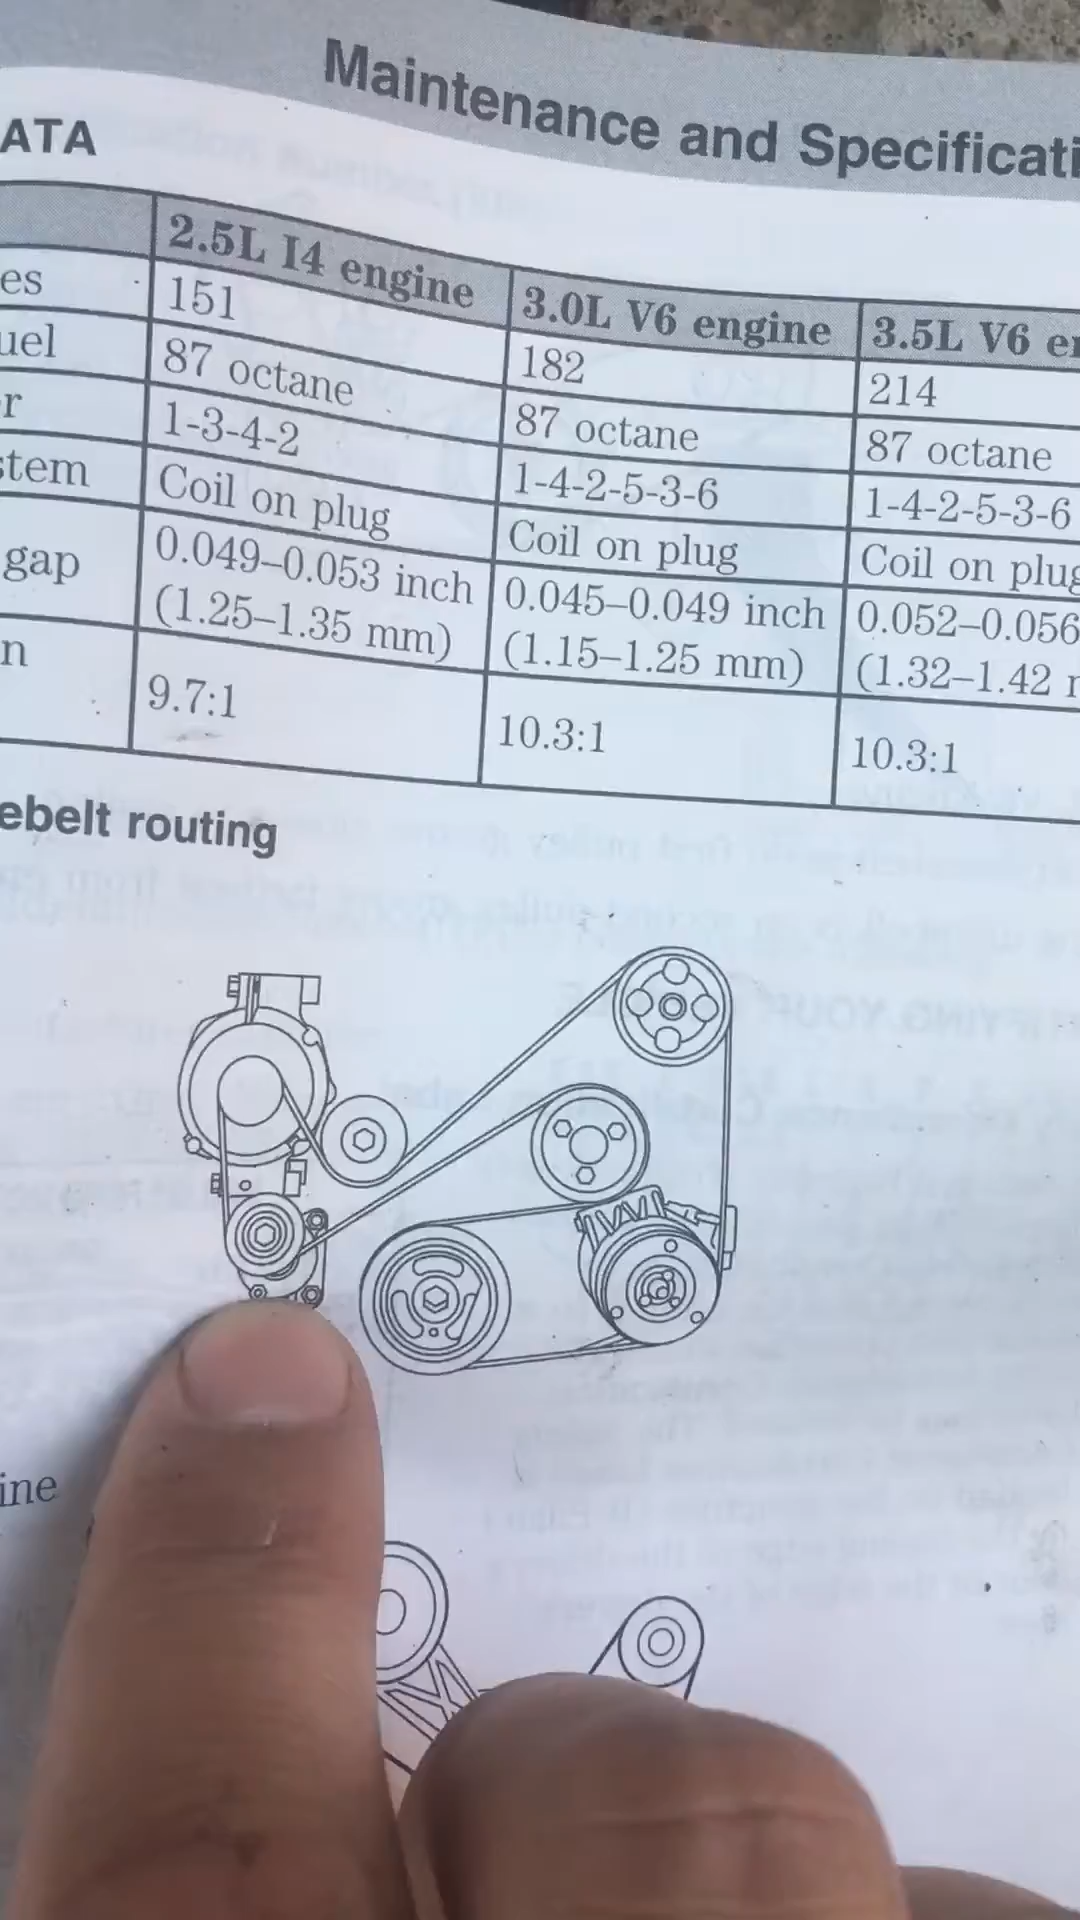 Maintenance and Specificati
ATA
2.5L I4 engine 3.0L V6 engine 3.5L V6 e
es 151 182 214
uel 87 octane 87 octane 87 octane
r 1-3-4-2 1-4-2-5-3-6 1-4-2-5-3-6
stem Coil on plug Coil on plug Coil on plug
gap 0.049–0.053 inch 0.045–0.049 inch 0.052–0.056
(1.25–1.35 mm) (1.15–1.25 mm) (1.32–1.42
n 9.7:1 10.3:1 10.3:1
ebelt routing
ine